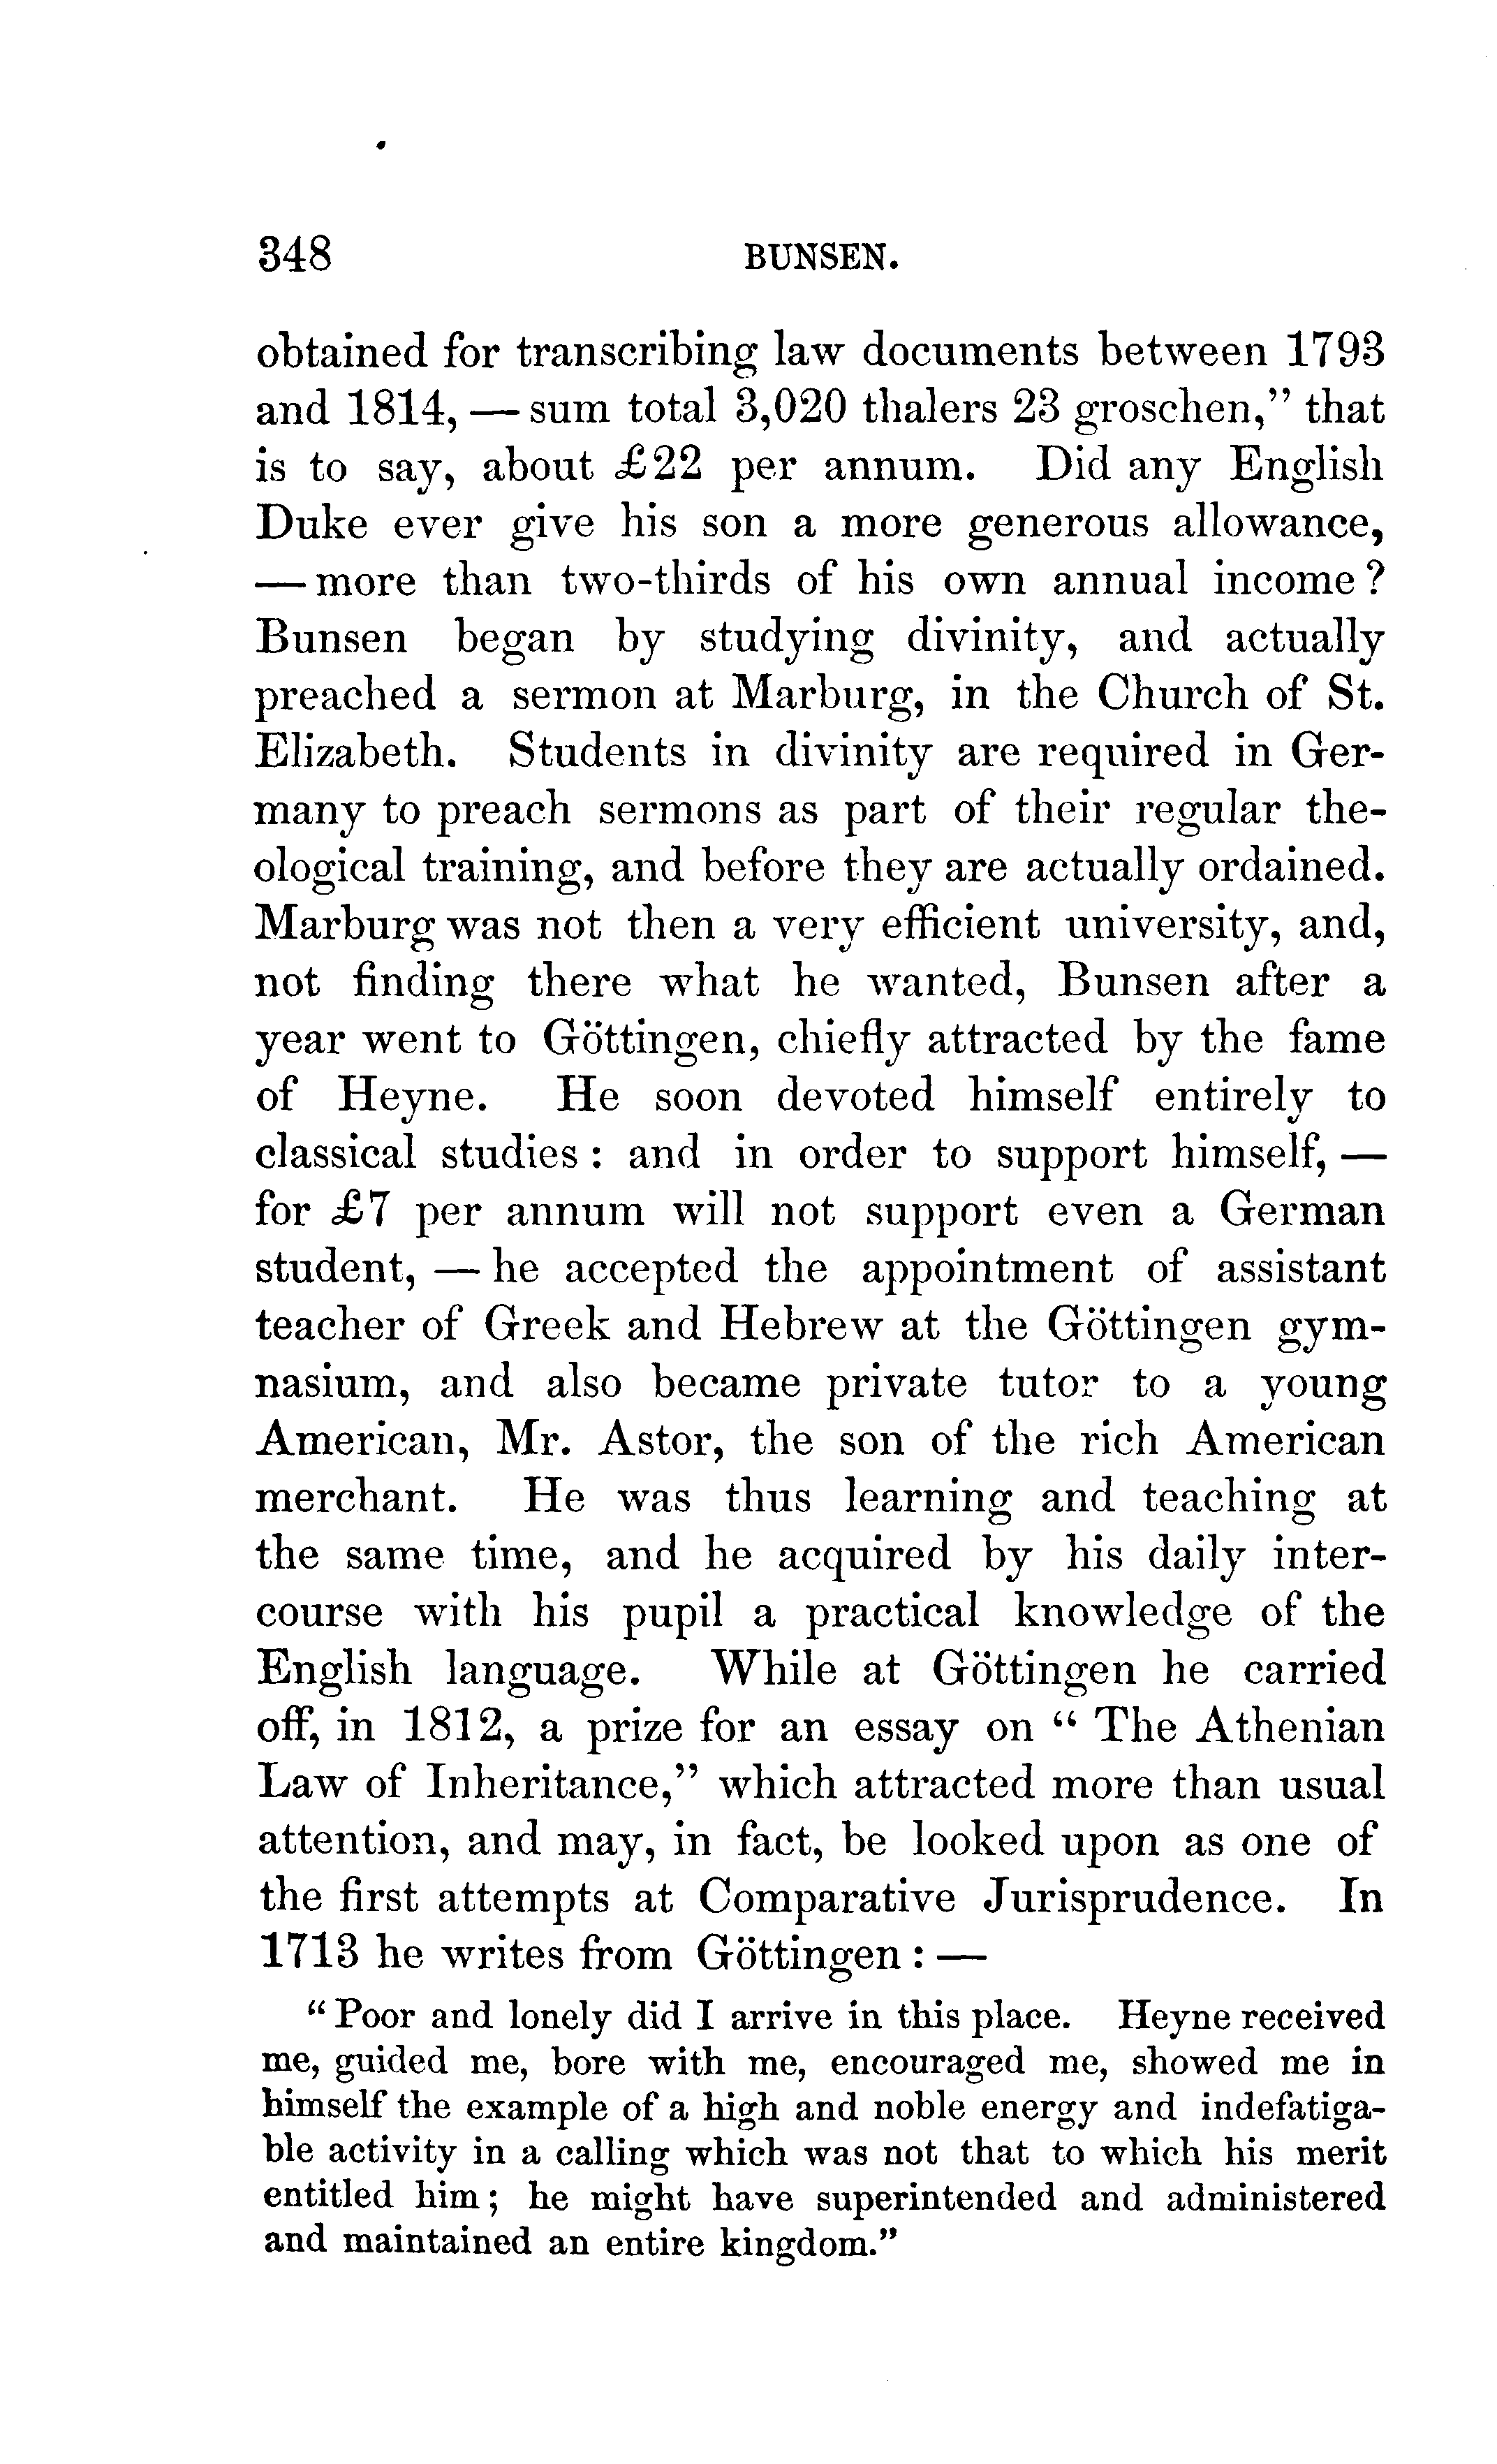 348 BUNSEN.
obtained for transcribing law documents between 1793
and 1814, — sum total 3,020 thalers 23 groschen,” that
is to say, about £22 per annum. Did any English
Duke ever give his son a more generous allowance,
— more than two-thirds of his own annual income?
Bunsen began by studying divinity, and actually
preached a sermon at Marburg, in the Church of St.
Elizabeth. Students in divinity are required in Ger-
many to preach sermons as part of their regular the-
ological training, and before they are actually ordained.
Marburg was not then a very efficient university, and,
not finding there what he wanted, Bunsen after a
year went to Göttingen, chiefly attracted by the fame
of Heyne. He soon devoted himself entirely to
classical studies : and in order to support himself, —
for £7 per annum will not support even a German
student, — he accepted the appointment of assistant
teacher of Greek and Hebrew at the Göttingen gym-
nasium, and also became private tutor to a young
American, Mr. Astor, the son of the rich American
merchant. He was thus learning and teaching at
the same time, and he acquired by his daily inter-
course with his pupil a practical knowledge of the
English language. While at Göttingen he carried
off, in 1812, a prize for an essay on “ The Athenian
Law of Inheritance,” which attracted more than usual
attention, and may, in fact, be looked upon as one of
the first attempts at Comparative Jurisprudence. In
1713 he writes from Göttingen : —
“ Poor and lonely did I arrive in this place. Heyne received
me, guided me, bore with me, encouraged me, showed me in
himself the example of a high and noble energy and indefatiga-
ble activity in a calling which was not that to which his merit
entitled him ; he might have superintended and administered
and maintained an entire kingdom.”